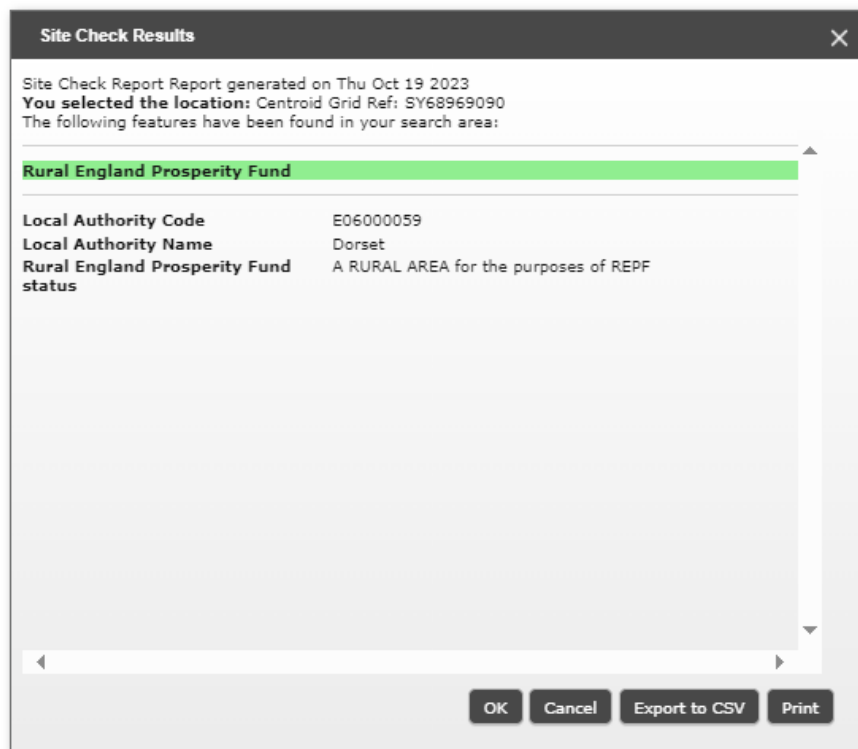 Site Check Results
Site Check Report Report generated on Thu Oct 19 2023
You selected the location: Centroid Grid Ref: SY68969090
The following features have been found in your search area:
Rural England Prosperity Fund
Local Authority Code E06000059
Local Authority Name Dorset
Rural England Prosperity Fund A RURAL AREA for the purposes of REPF
status
OK Cancel Export to CSV Print